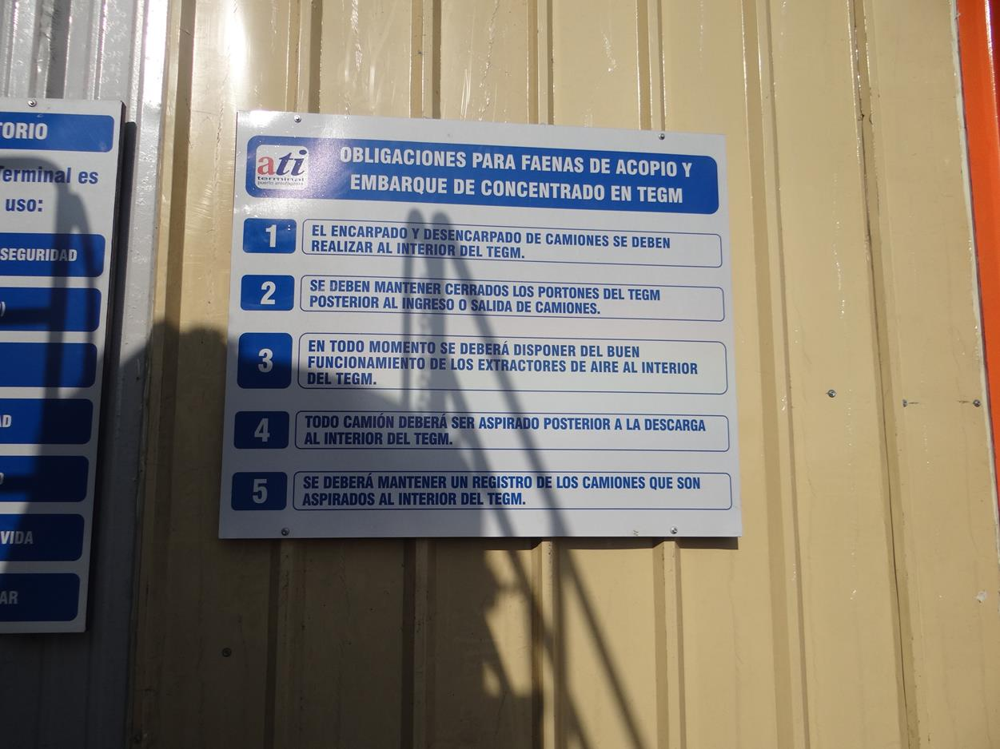 TORIO
Terminal es
uso:
SEGURIDAD
)
AD
O
VIDA
AR
ati
terminal
puerto antofagasta
OBLIGACIONES PARA FAENAS DE ACOPIO Y
EMBARQUE DE CONCENTRADO EN TEGM
1
EL ENCARPADO Y DESENCARPADO DE CAMIONES SE DEBEN
REALIZAR AL INTERIOR DEL TEGM.
2
SE DEBEN MANTENER CERRADOS LOS PORTONES DEL TEGM
POSTERIOR AL INGRESO O SALIDA DE CAMIONES.
3
EN TODO MOMENTO SE DEBERÁ DISPONER DEL BUEN
FUNCIONAMIENTO DE LOS EXTRACTORES DE AIRE AL INTERIOR
DEL TEGM.
4
TODO CAMIÓN DEBERÁ SER ASPIRADO POSTERIOR A LA DESCARGA
AL INTERIOR DEL TEGM.
5
SE DEBERÁ MANTENER UN REGISTRO DE LOS CAMIONES QUE SON
ASPIRADOS AL INTERIOR DEL TEGM.